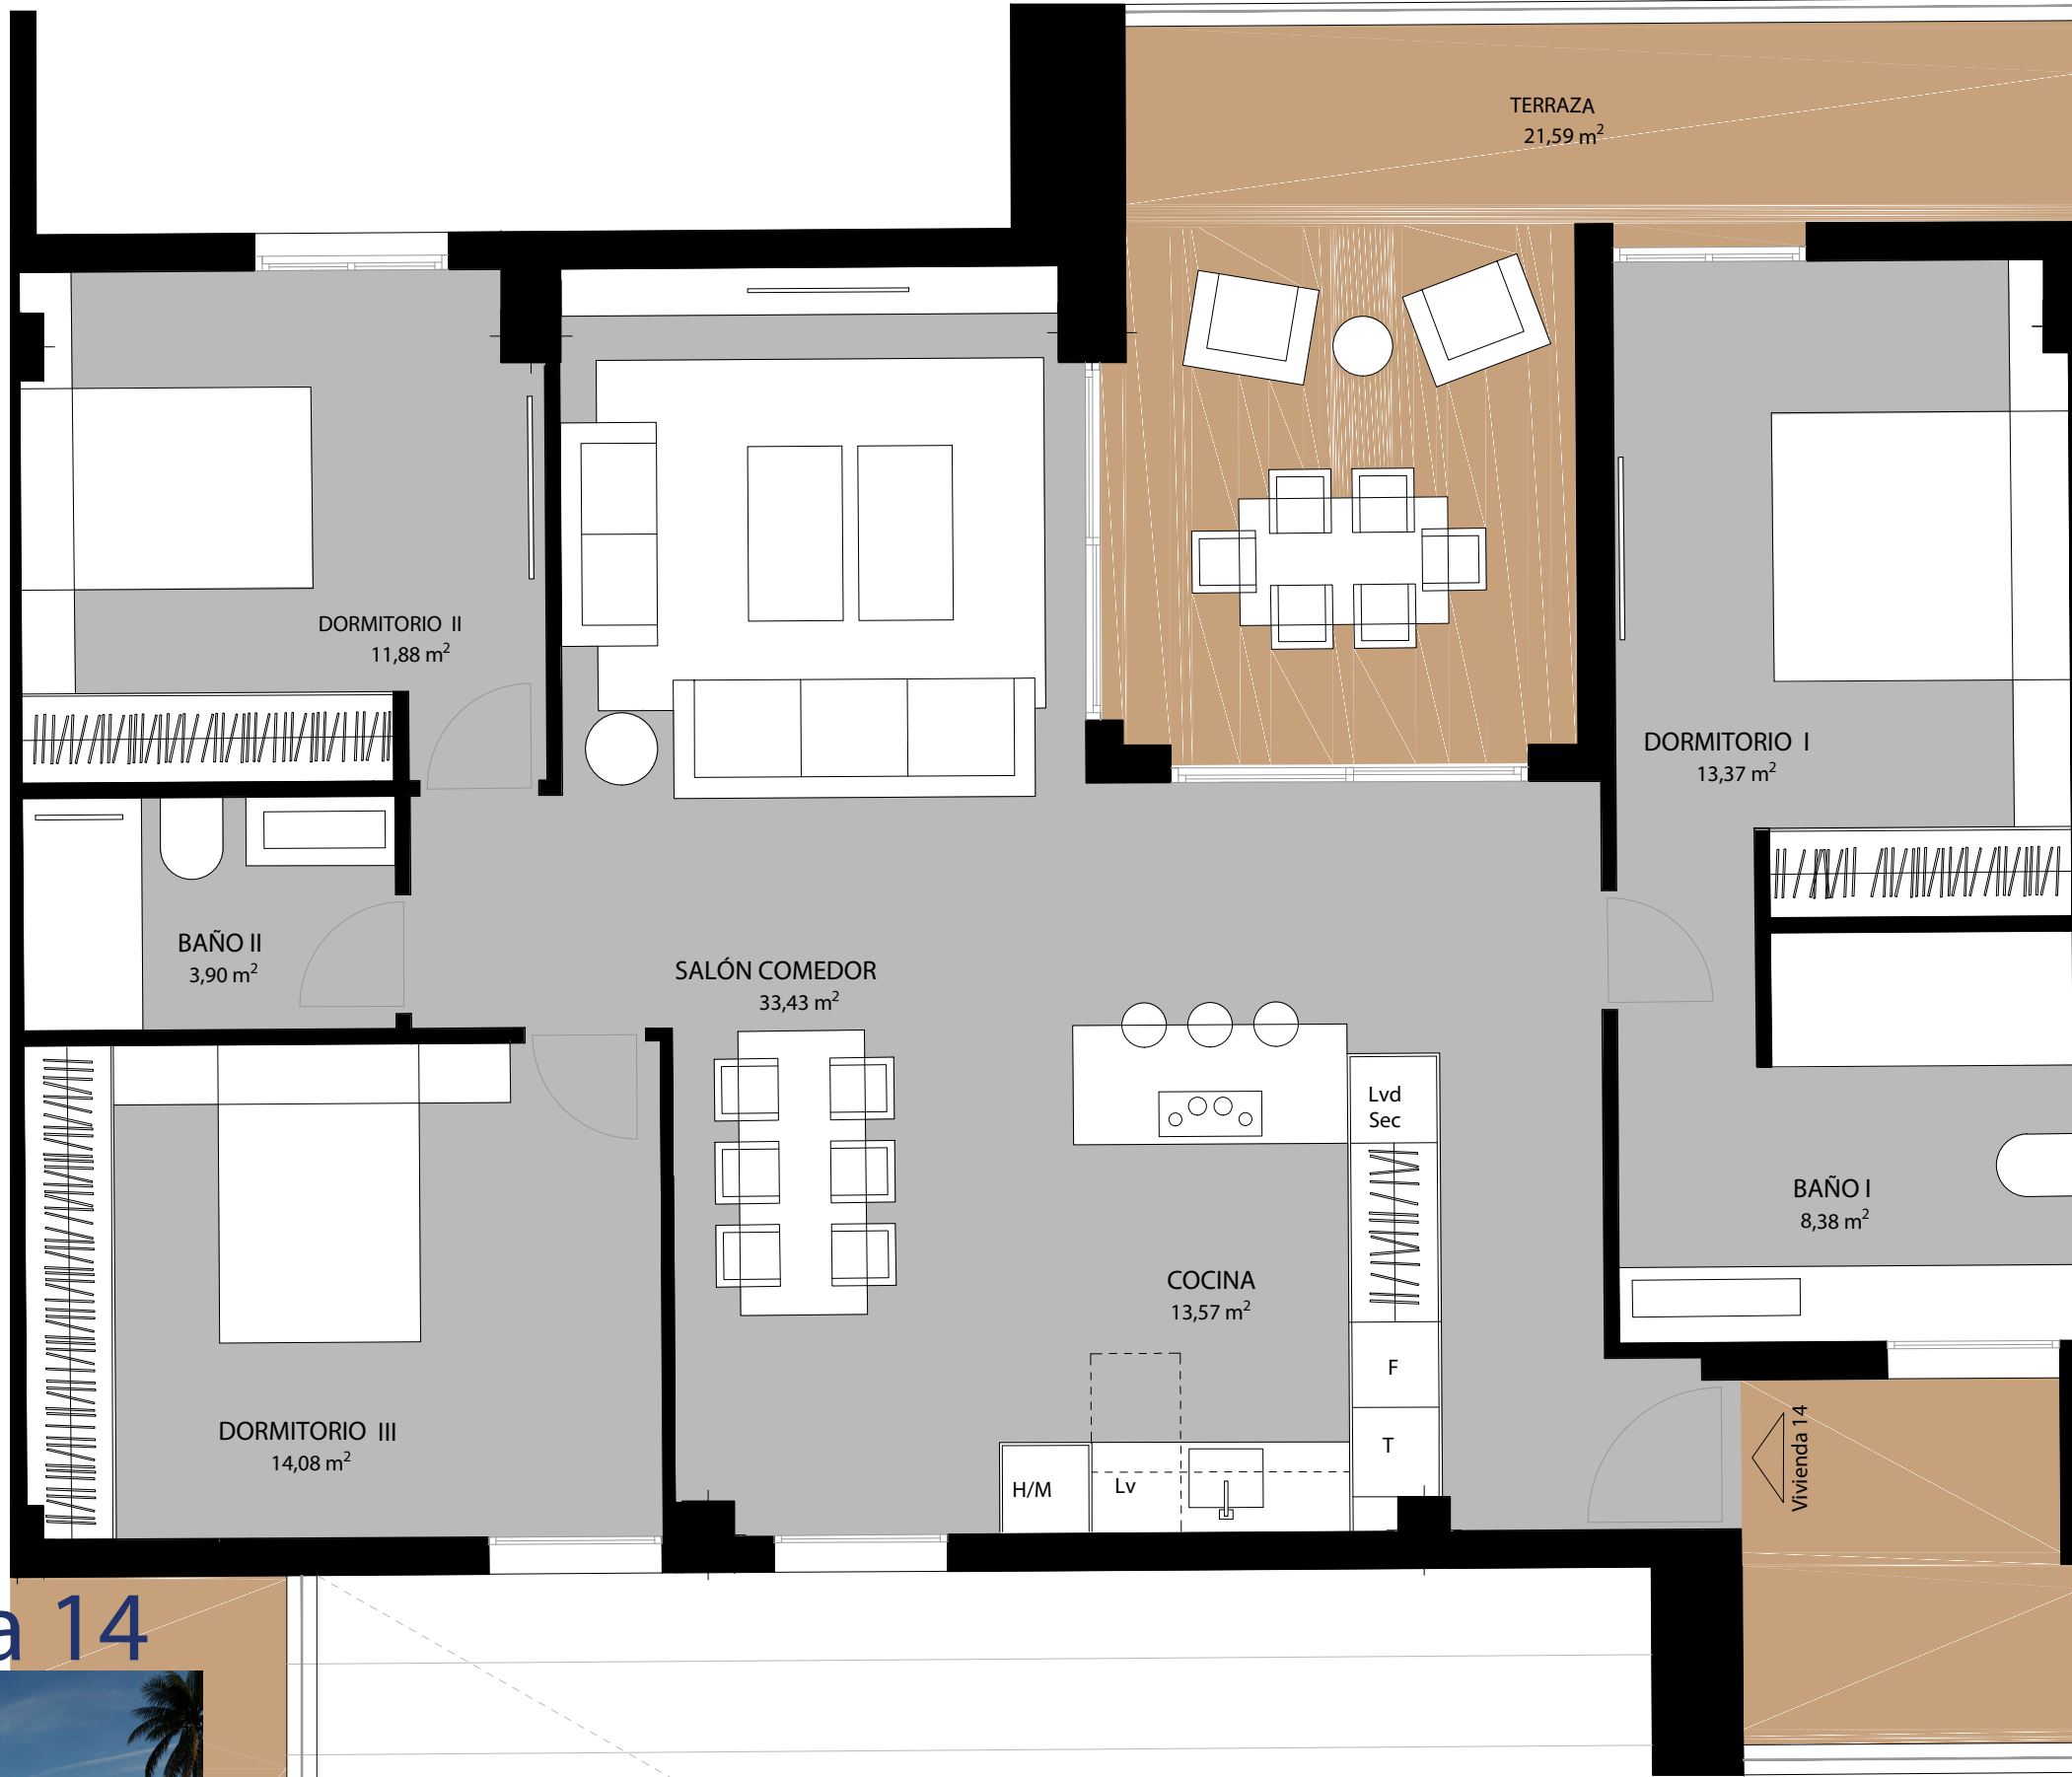 TERRAZA
21,59 m²
DORMITORIO II
11,88 m²
DORMITORIO I
13,37 m²
BAÑO II
3,90 m²
SALÓN COMEDOR
33,43 m²
Lvd
Sec
BAÑO I
8,38 m²
COCINA
13,57 m²
F
DORMITORIO III
14,08 m²
T
H/M
Lv
Vivienda 14
a 14